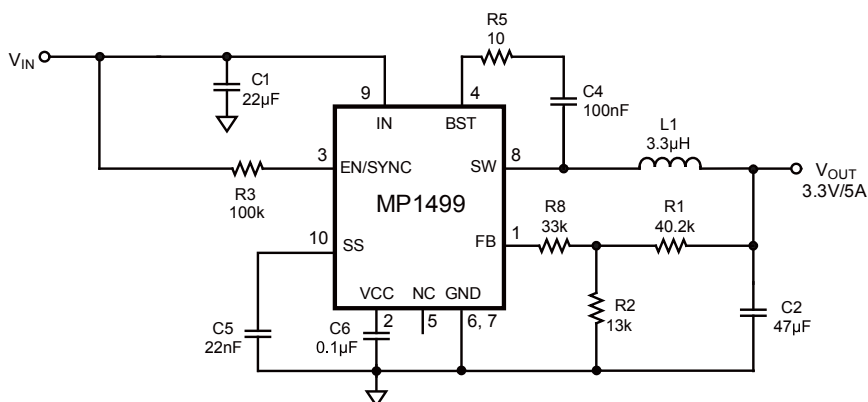 R5
10
V_IN
C1
22µF
9
4
C4
100nF
IN
BST
L1
3.3µH
3
EN/SYNC
SW
8
V_OUT
3.3V/5A
R3
100k
MP1499
R8
33k
R1
40.2k
10
SS
FB
1
VCC
NC
GND
R2
13k
C2
47µF
C5
22nF
C6
0.1µF
2
5
6, 7